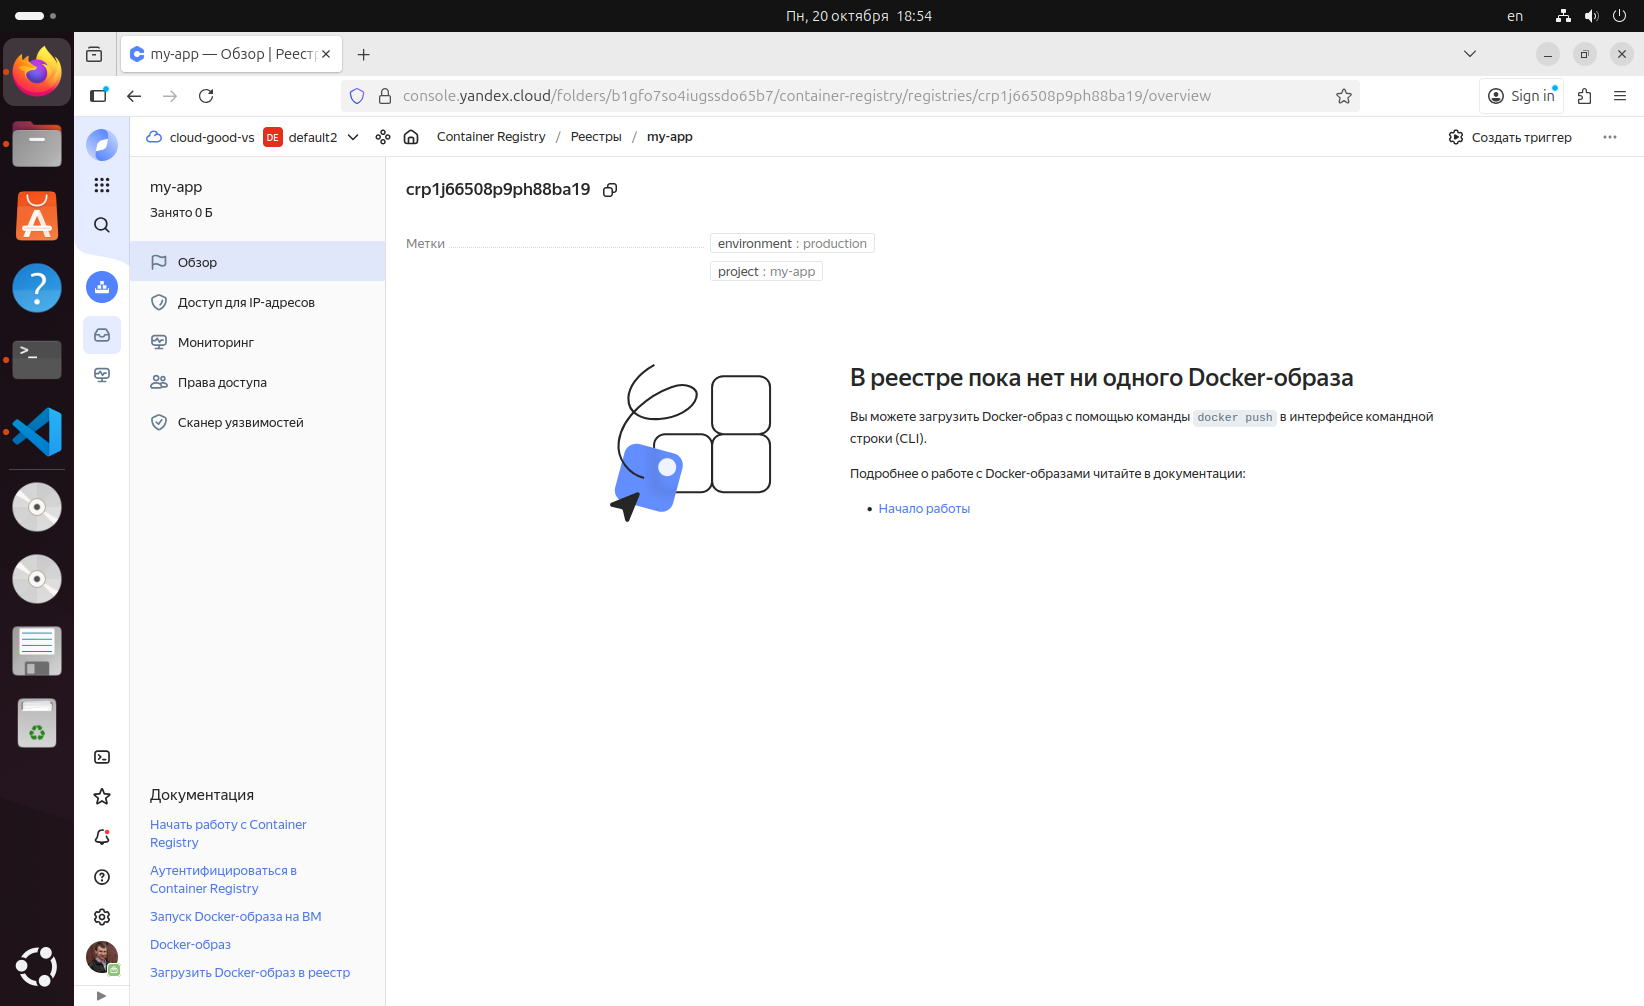 Пн, 20 октября 18:54
en
my-app — Обзор | Реестр
console.yandex.cloud/folders/b1gfo7so4iugssdo65b7/container-registry/registries/crp1j66508p9ph88ba19/overview
Sign in
cloud-good-vs DE default2
Container Registry / Реестры / my-app
Создать триггер
my-app
Занято 0 Б
Обзор
Доступ для IP-адресов
Мониторинг
Права доступа
Сканер уязвимостей
crp1j66508p9ph88ba19
Метки
environment : production
project : my-app
В реестре пока нет ни одного Docker-образа
Вы можете загрузить Docker-образ с помощью команды docker push в интерфейсе командной
строки (CLI).
Подробнее о работе с Docker-образами читайте в документации:
• Начало работы
Документация
Начать работу с Container
Registry
Аутентифицироваться в
Container Registry
Запуск Docker-образа на ВМ
Docker-образ
Загрузить Docker-образ в реестр